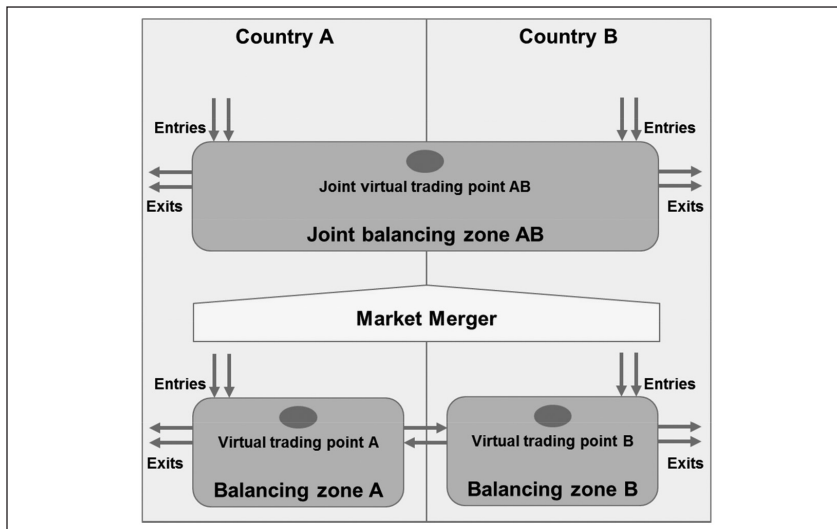 Country A
Country B
Entries
Entries
Joint virtual trading point AB
Exits
Exits
Joint balancing zone AB
Market Merger
Entries
Entries
Virtual trading point A
Virtual trading point B
Exits
Exits
Balancing zone A
Balancing zone B